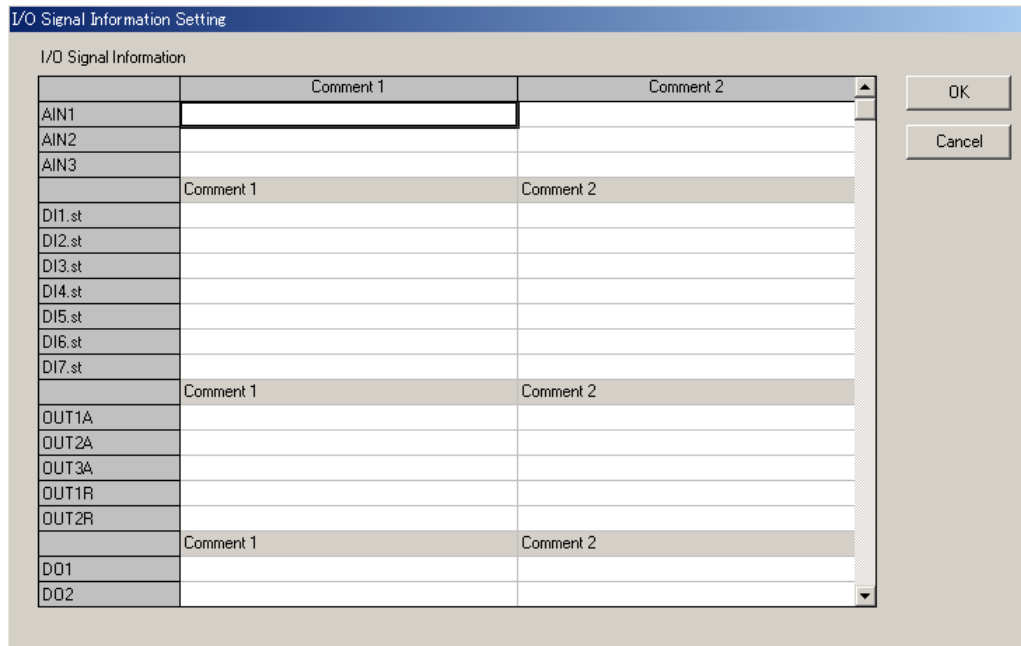 I/O Signal Information Setting
I/O Signal Information
Comment 1 Comment 2
OK
AIN1
AIN2
Cancel
AIN3
Comment 1 Comment 2
DI1.st
DI2.st
DI3.st
DI4.st
DI5.st
DI6.st
DI7.st
Comment 1 Comment 2
OUT1A
OUT2A
OUT3A
OUT1R
OUT2R
Comment 1 Comment 2
DO1
DO2